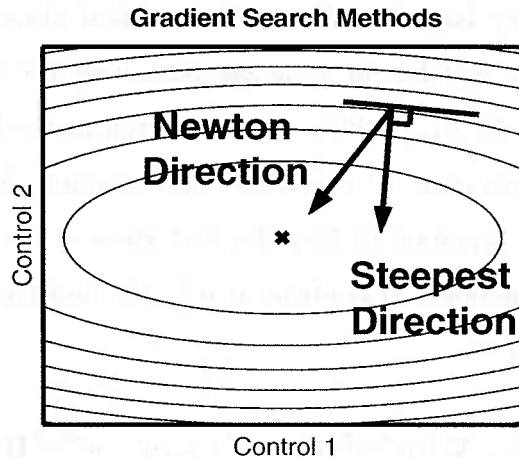 Gradient Search Methods
Newton
Direction
Steepest
Direction
Control 2
Control 1